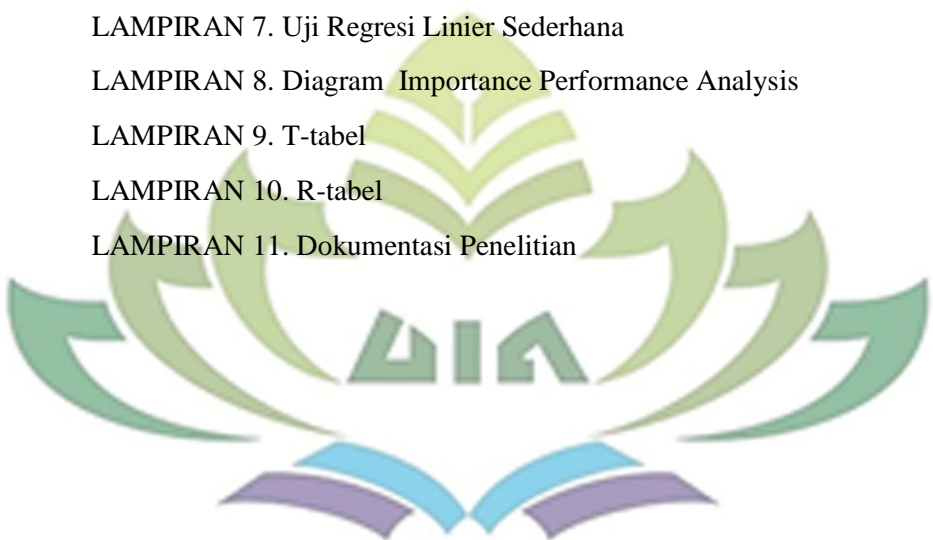 LAMPIRAN 7. Uji Regresi Linier Sederhana
LAMPIRAN 8. Diagram Importance Performance Analysis
LAMPIRAN 9. T-tabel
LAMPIRAN 10. R-tabel
LAMPIRAN 11. Dokumentasi Penelitian